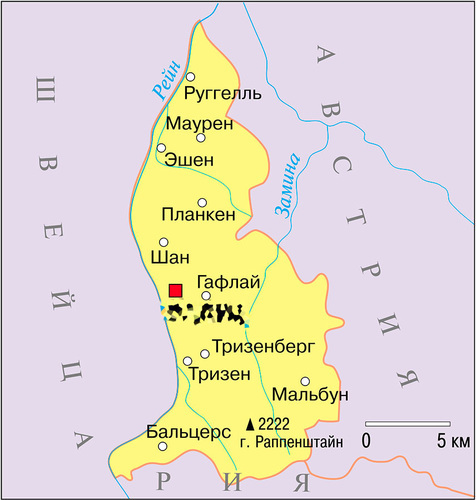 Рейн
Руггелль
Маурен
Эшен
Замина
Планкен
Шан
Гафлай
Тризенберг
Тризен
Мальбун
Бальцерс
2222
г. Раппенштайн
0 5 км
ШВЕЙЦАРИЯ
АВСТРИЯ